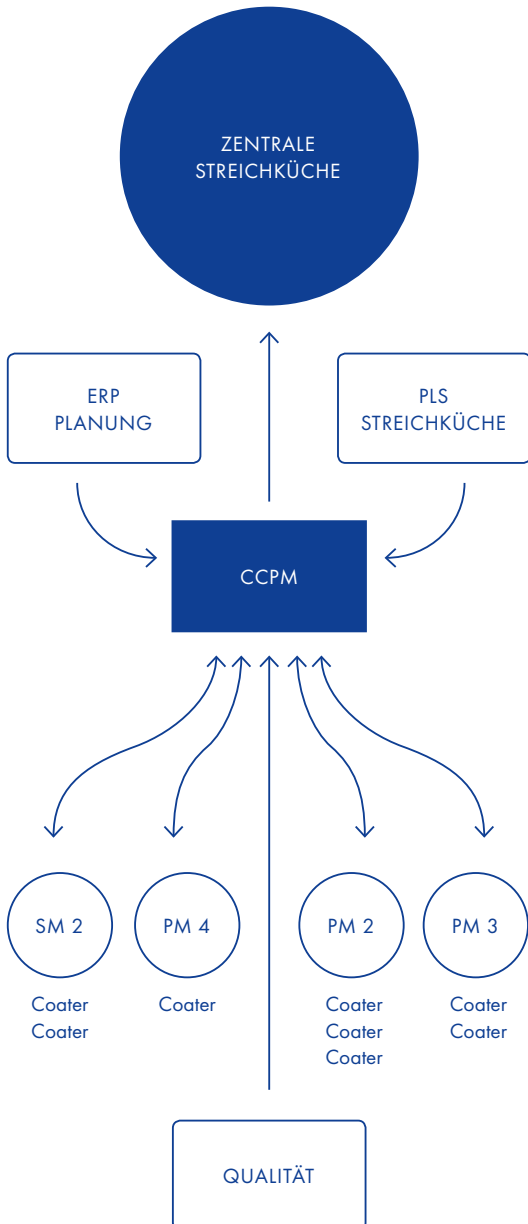 ZENTRALE
STREICHKÜCHE
ERP
PLANUNG
PLS
STREICHKÜCHE
CCPM
SM 2
PM 4
PM 2
PM 3
Coater
Coater
Coater
Coater
Coater
Coater
Coater
Coater
QUALITÄT